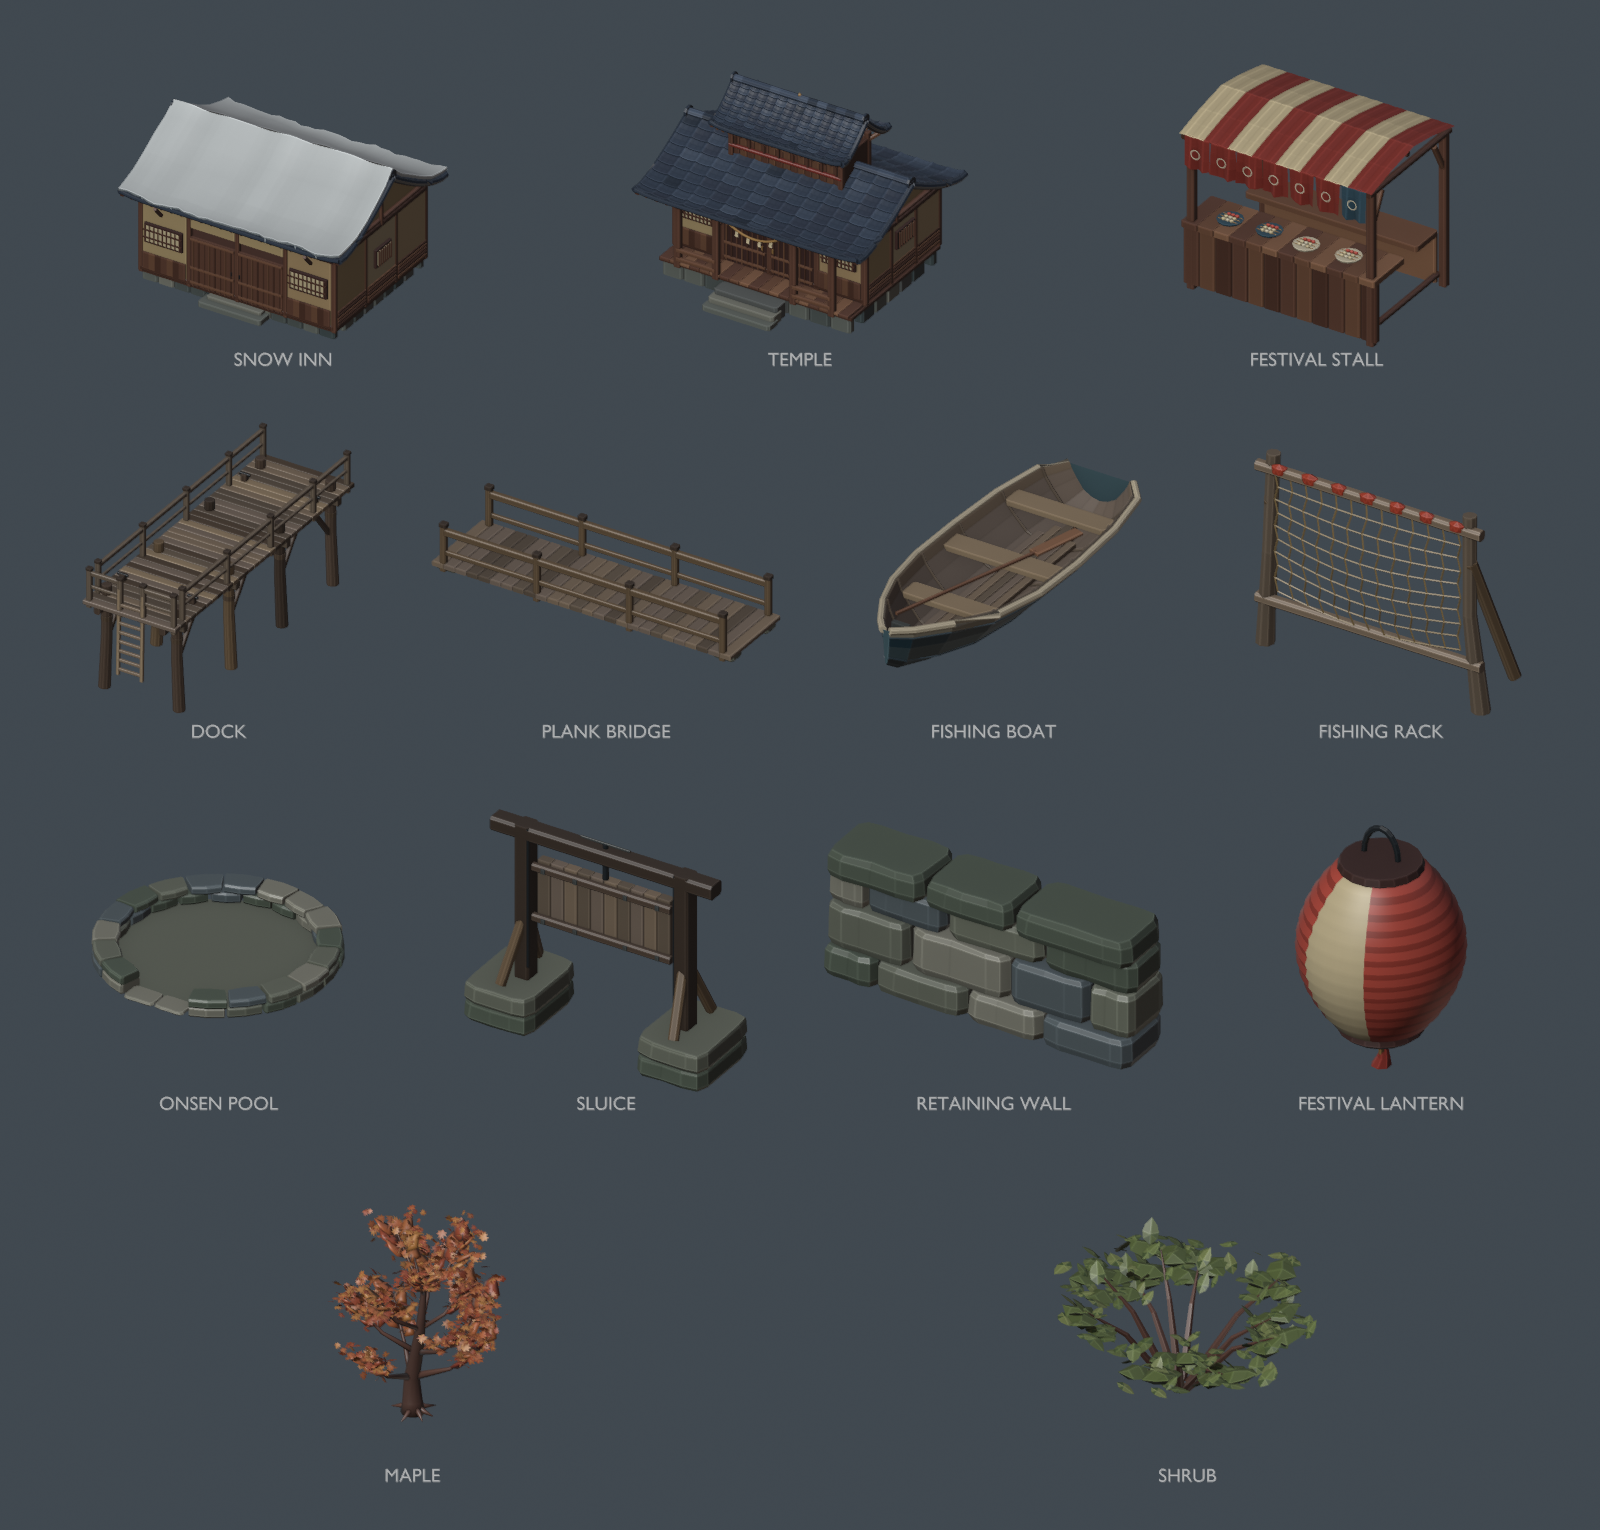 SNOW INN
TEMPLE
FESTIVAL STALL
DOCK
PLANK BRIDGE
FISHING BOAT
FISHING RACK
ONSEN POOL
SLUICE
RETAINING WALL
FESTIVAL LANTERN
MAPLE
SHRUB